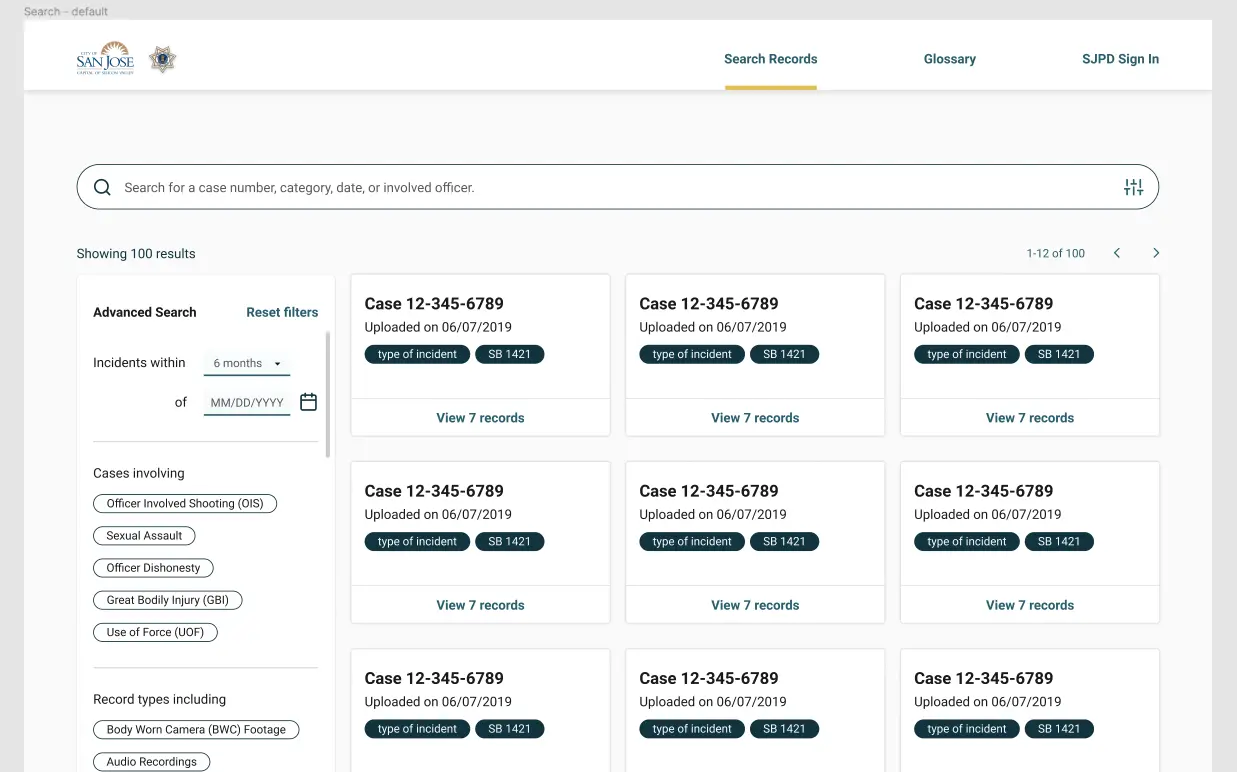 Search – default
CITY OF
SAN JOSE
CAPITAL OF SILICON VALLEY
Search Records
Glossary
SJPD Sign In
Search for a case number, category, date, or involved officer.
Showing 100 results
1-12 of 100
Advanced Search
Reset filters
Incidents within
6 months
of
MM/DD/YYYY
Cases involving
Officer Involved Shooting (OIS)
Sexual Assault
Officer Dishonesty
Great Bodily Injury (GBI)
Use of Force (UOF)
Record types including
Body Worn Camera (BWC) Footage
Audio Recordings
Case 12-345-6789
Uploaded on 06/07/2019
type of incident
SB 1421
View 7 records
Case 12-345-6789
Uploaded on 06/07/2019
type of incident
SB 1421
View 7 records
Case 12-345-6789
Uploaded on 06/07/2019
type of incident
SB 1421
View 7 records
Case 12-345-6789
Uploaded on 06/07/2019
type of incident
SB 1421
View 7 records
Case 12-345-6789
Uploaded on 06/07/2019
type of incident
SB 1421
View 7 records
Case 12-345-6789
Uploaded on 06/07/2019
type of incident
SB 1421
View 7 records
Case 12-345-6789
Uploaded on 06/07/2019
type of incident
SB 1421
Case 12-345-6789
Uploaded on 06/07/2019
type of incident
SB 1421
Case 12-345-6789
Uploaded on 06/07/2019
type of incident
SB 1421